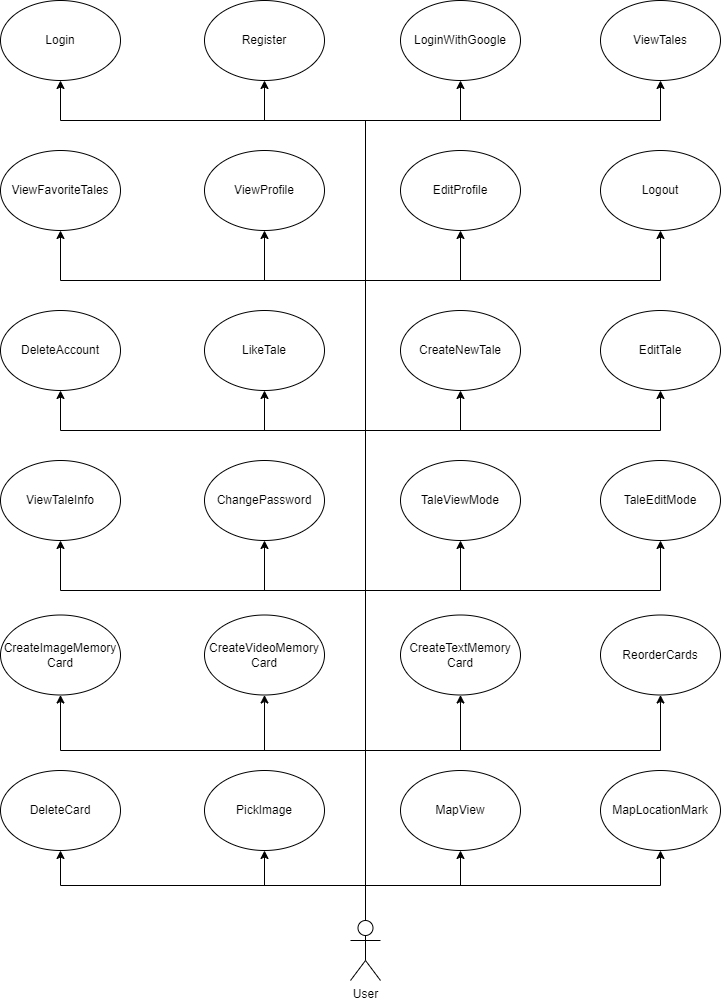 Login
Register
LoginWithGoogle
ViewTales
ViewFavoriteTales
ViewProfile
EditProfile
Logout
DeleteAccount
LikeTale
CreateNewTale
EditTale
ViewTaleInfo
ChangePassword
TaleViewMode
TaleEditMode
CreateImageMemory
Card
CreateVideoMemory
Card
CreateTextMemory
Card
ReorderCards
DeleteCard
PickImage
MapView
MapLocationMark
User